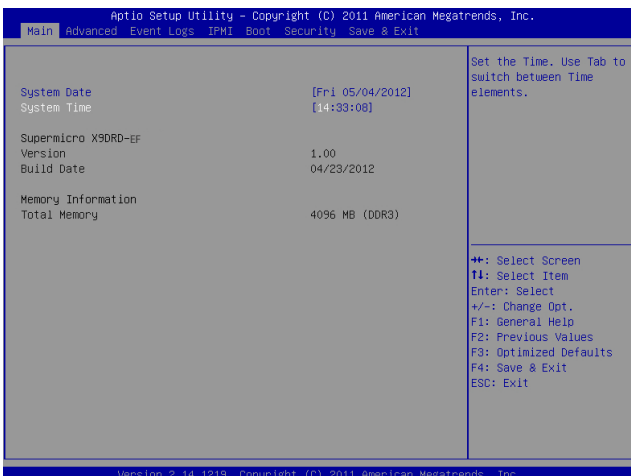 Aptio Setup Utility – Copyright (C) 2011 American Megatrends, Inc.
Main Advanced Event Logs IPMI Boot Security Save & Exit
Set the Time. Use Tab to
switch between Time
elements.
System Date [Fri 05/04/2012]
System Time [14:33:08]
Supermicro X9DRD-EF
Version 1.00
Build Date 04/23/2012
Memory Information
Total Memory 4096 MB (DDR3)
→←: Select Screen
↑↓: Select Item
Enter: Select
+/-: Change Opt.
F1: General Help
F2: Previous Values
F3: Optimized Defaults
F4: Save & Exit
ESC: Exit
Version 2.14.1219. Copyright (C) 2011 American Megatrends, Inc.